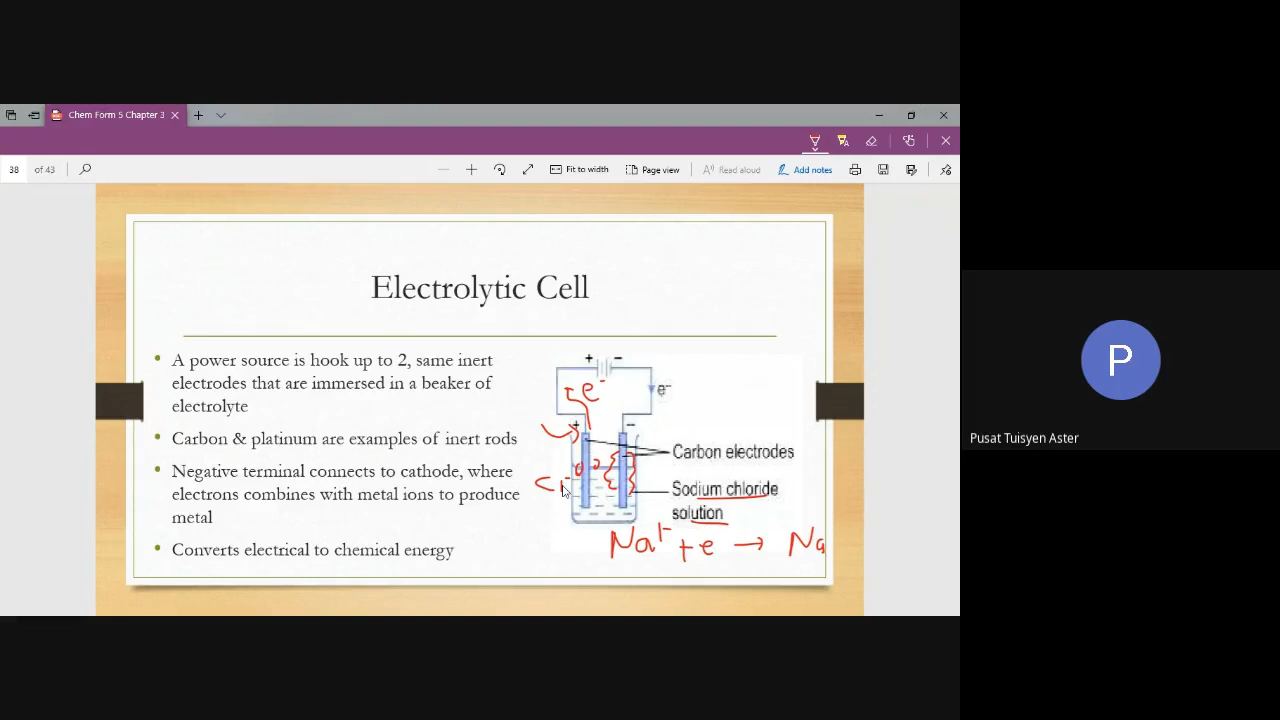 Chem Form 5 Chapter 3
38 of 43
Fit to width
Page view
Read aloud
Add notes
Electrolytic Cell
• A power source is hook up to 2, same inert
electrodes that are immersed in a beaker of
electrolyte
• Carbon & platinum are examples of inert rods
• Negative terminal connects to cathode, where
electrons combines with metal ions to produce
metal
• Converts electrical to chemical energy
+ −
e⁻
e⁻
+ −
Carbon electrodes
Sodium chloride
solution
Na⁺ + e → Na
P
Pusat Tuisyen Aster